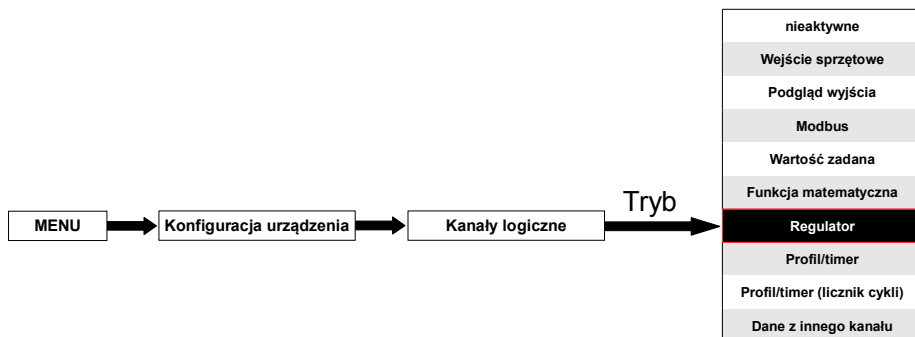 nieaktywne
Wejście sprzętowe
Podgląd wyjścia
Modbus
Wartość zadana
Funkcja matematyczna
MENU
Konfiguracja urządzenia
Kanały logiczne
Tryb
Regulator
Profil/timer
Profil/timer (licznik cykli)
Dane z innego kanału